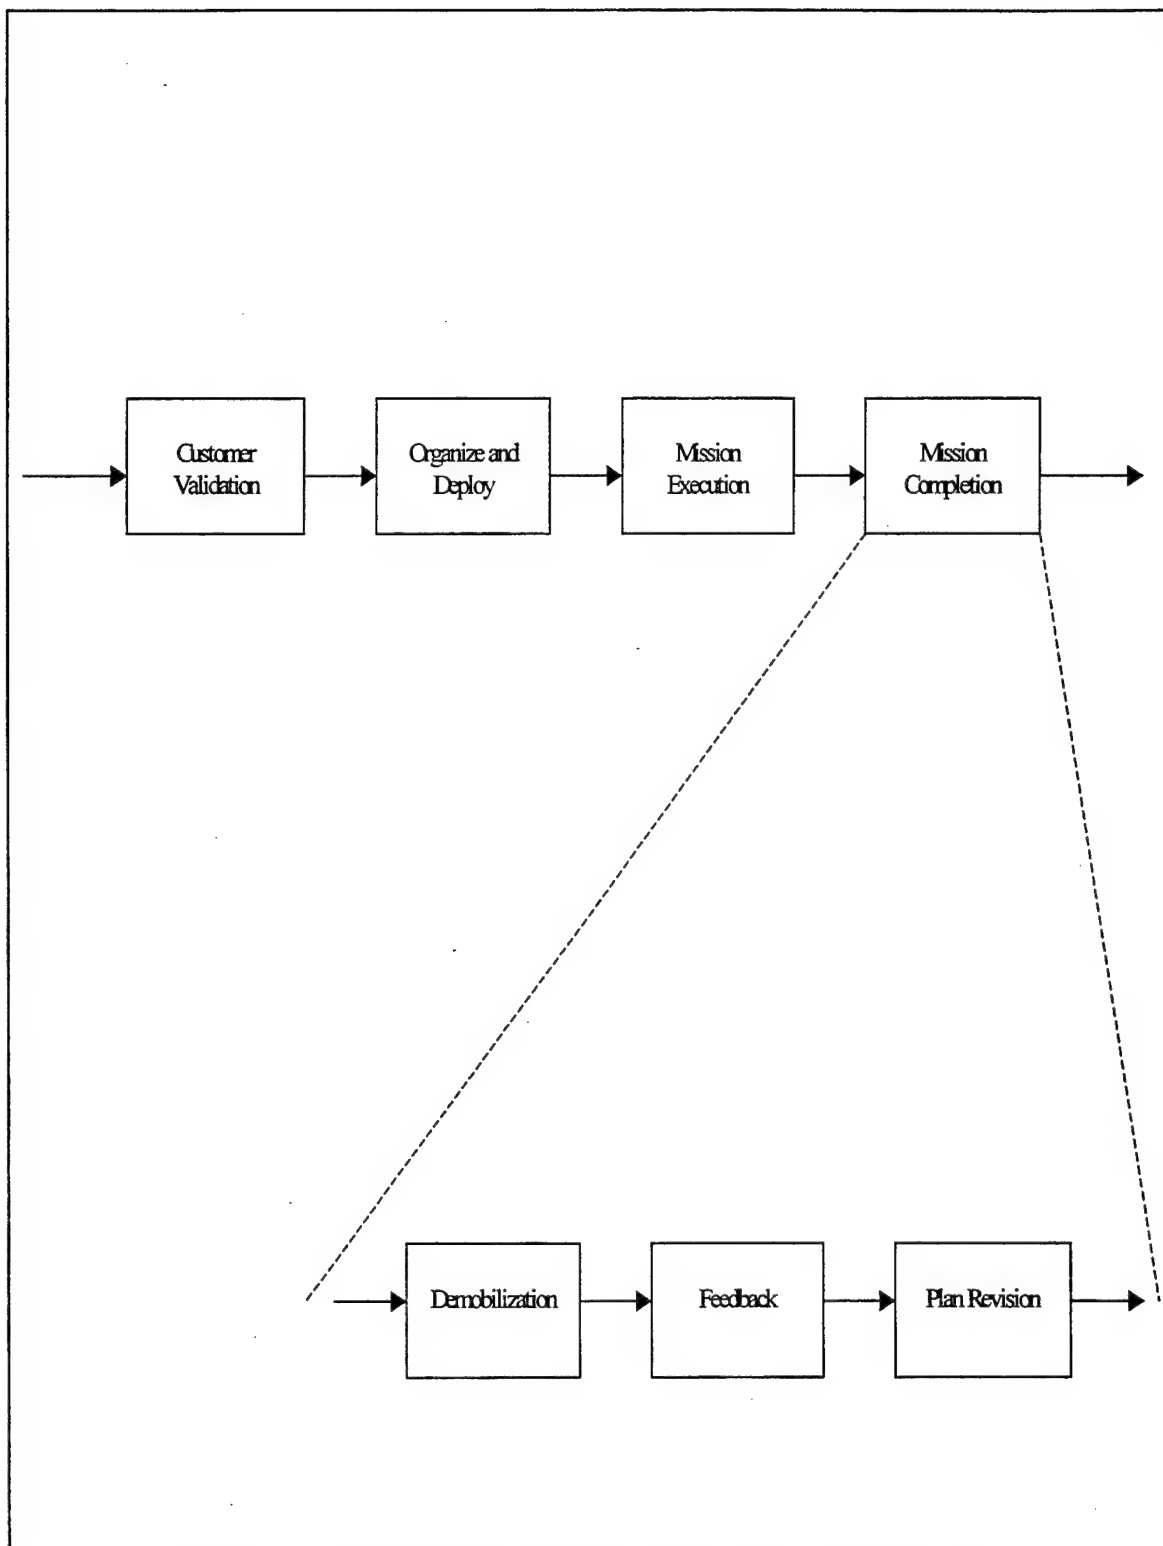 Customer
Validation
Organize and
Deploy
Mission
Execution
Mission
Completion
Demobilization
Feedback
Plan Revision